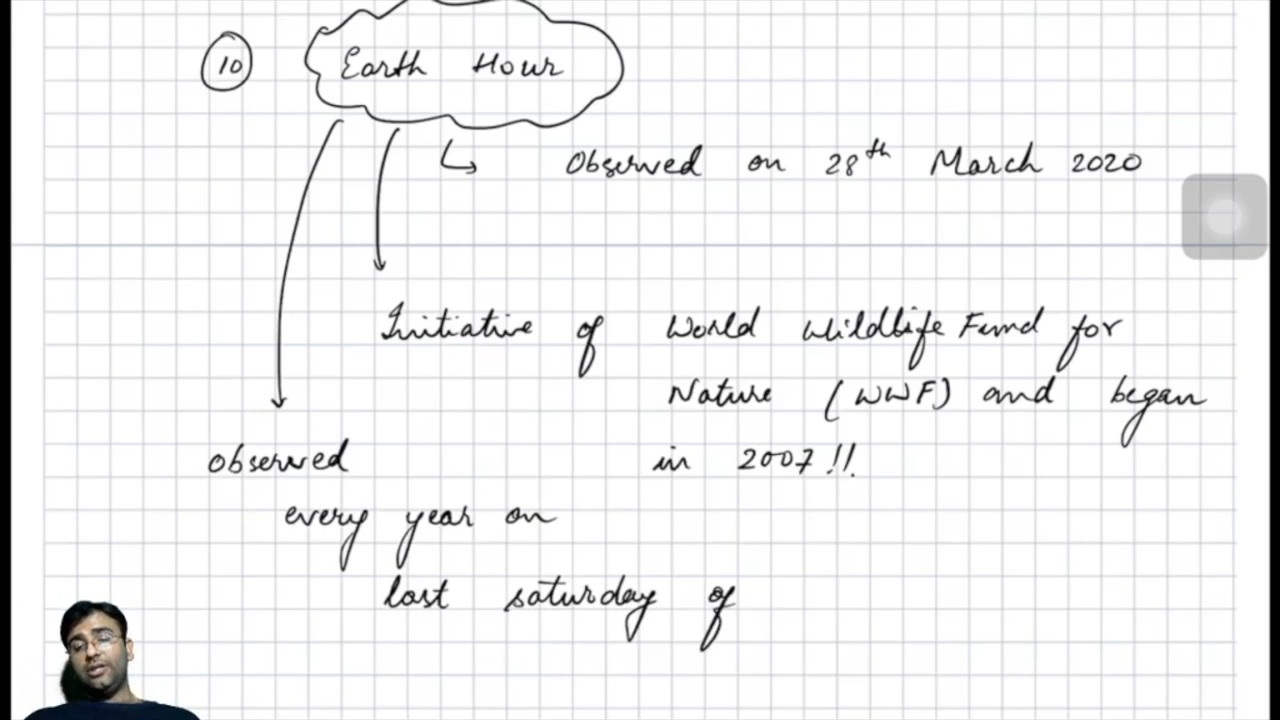 10 Earth Hour
Observed on 28th March 2020
Initiative of World Wildlife Fund for
Nature (WWF) and began
in 2007!!
Observed
every year on
last saturday of